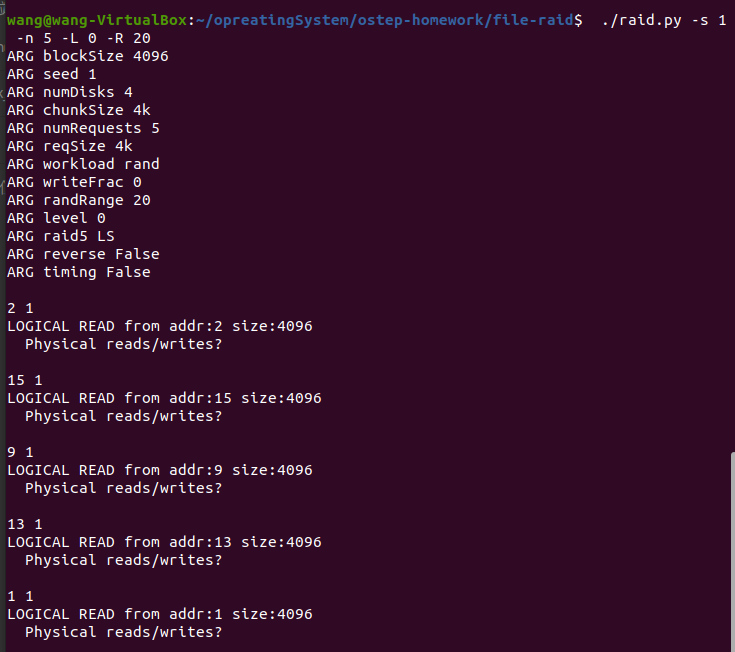 wang@wang-VirtualBox:~/opreatingSystem/ostep-homework/file-raid$  ./raid.py -s 1
 -n 5 -L 0 -R 20
ARG blockSize 4096
ARG seed 1
ARG numDisks 4
ARG chunkSize 4k
ARG numRequests 5
ARG reqSize 4k
ARG workload rand
ARG writeFrac 0
ARG randRange 20
ARG level 0
ARG raid5 LS
ARG reverse False
ARG timing False

2 1
LOGICAL READ from addr:2 size:4096
  Physical reads/writes?

15 1
LOGICAL READ from addr:15 size:4096
  Physical reads/writes?

9 1
LOGICAL READ from addr:9 size:4096
  Physical reads/writes?

13 1
LOGICAL READ from addr:13 size:4096
  Physical reads/writes?

1 1
LOGICAL READ from addr:1 size:4096
  Physical reads/writes?